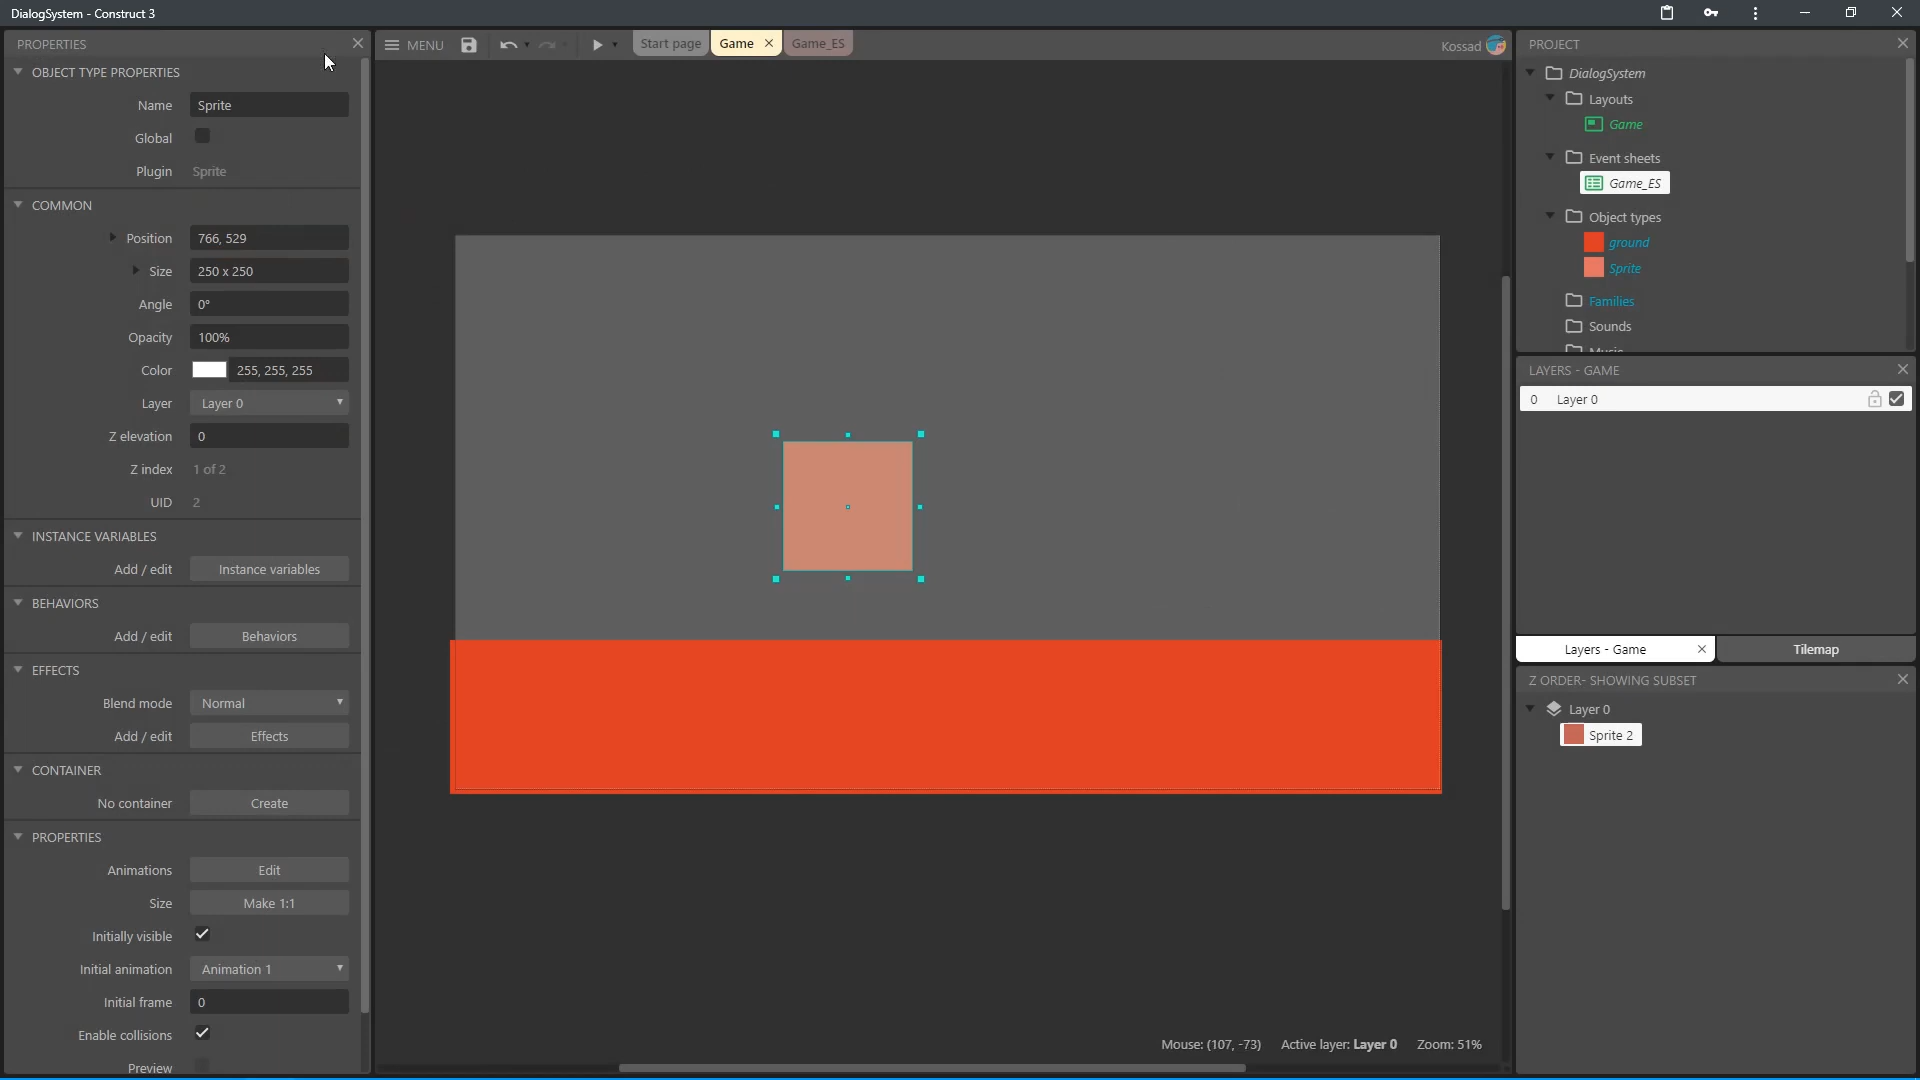 DialogSystem - Construct 3
PROPERTIES
OBJECT TYPE PROPERTIES
Name Sprite
Global
Plugin Sprite
COMMON
Position 766, 529
Size 250 x 250
Angle 0°
Opacity 100%
Color 255, 255, 255
Layer Layer 0
Z elevation 0
Z index 1 of 2
UID 2
INSTANCE VARIABLES
Add / edit Instance variables
BEHAVIORS
Add / edit Behaviors
EFFECTS
Blend mode Normal
Add / edit Effects
CONTAINER
No container Create
PROPERTIES
Animations Edit
Size Make 1:1
Initially visible
Initial animation Animation 1
Initial frame 0
Enable collisions
Preview
MENU
Start page
Game
Game_ES
Kossad
Mouse: (107, -73) Active layer: Layer 0 Zoom: 51%
PROJECT
DialogSystem
Layouts
Game
Event sheets
Game_ES
Object types
ground
Sprite
Families
Sounds
Music
LAYERS - GAME
0 Layer 0
Layers - Game
Tilemap
Z ORDER- SHOWING SUBSET
Layer 0
Sprite 2